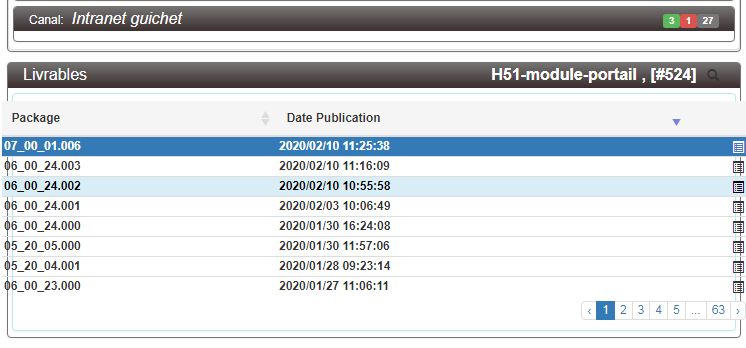 Canal: Intranet guichet 3 1 27
Livrables H51-module-portail , [#524]
Package Date Publication
07_00_01.006 2020/02/10 11:25:38
06_00_24.003 2020/02/10 11:16:09
06_00_24.002 2020/02/10 10:55:58
06_00_24.001 2020/02/03 10:06:49
06_00_24.000 2020/01/30 16:24:08
05_20_05.000 2020/01/30 11:57:06
05_20_04.001 2020/01/28 09:23:14
06_00_23.000 2020/01/27 11:06:11
‹ 1 2 3 4 5 ... 63 ›